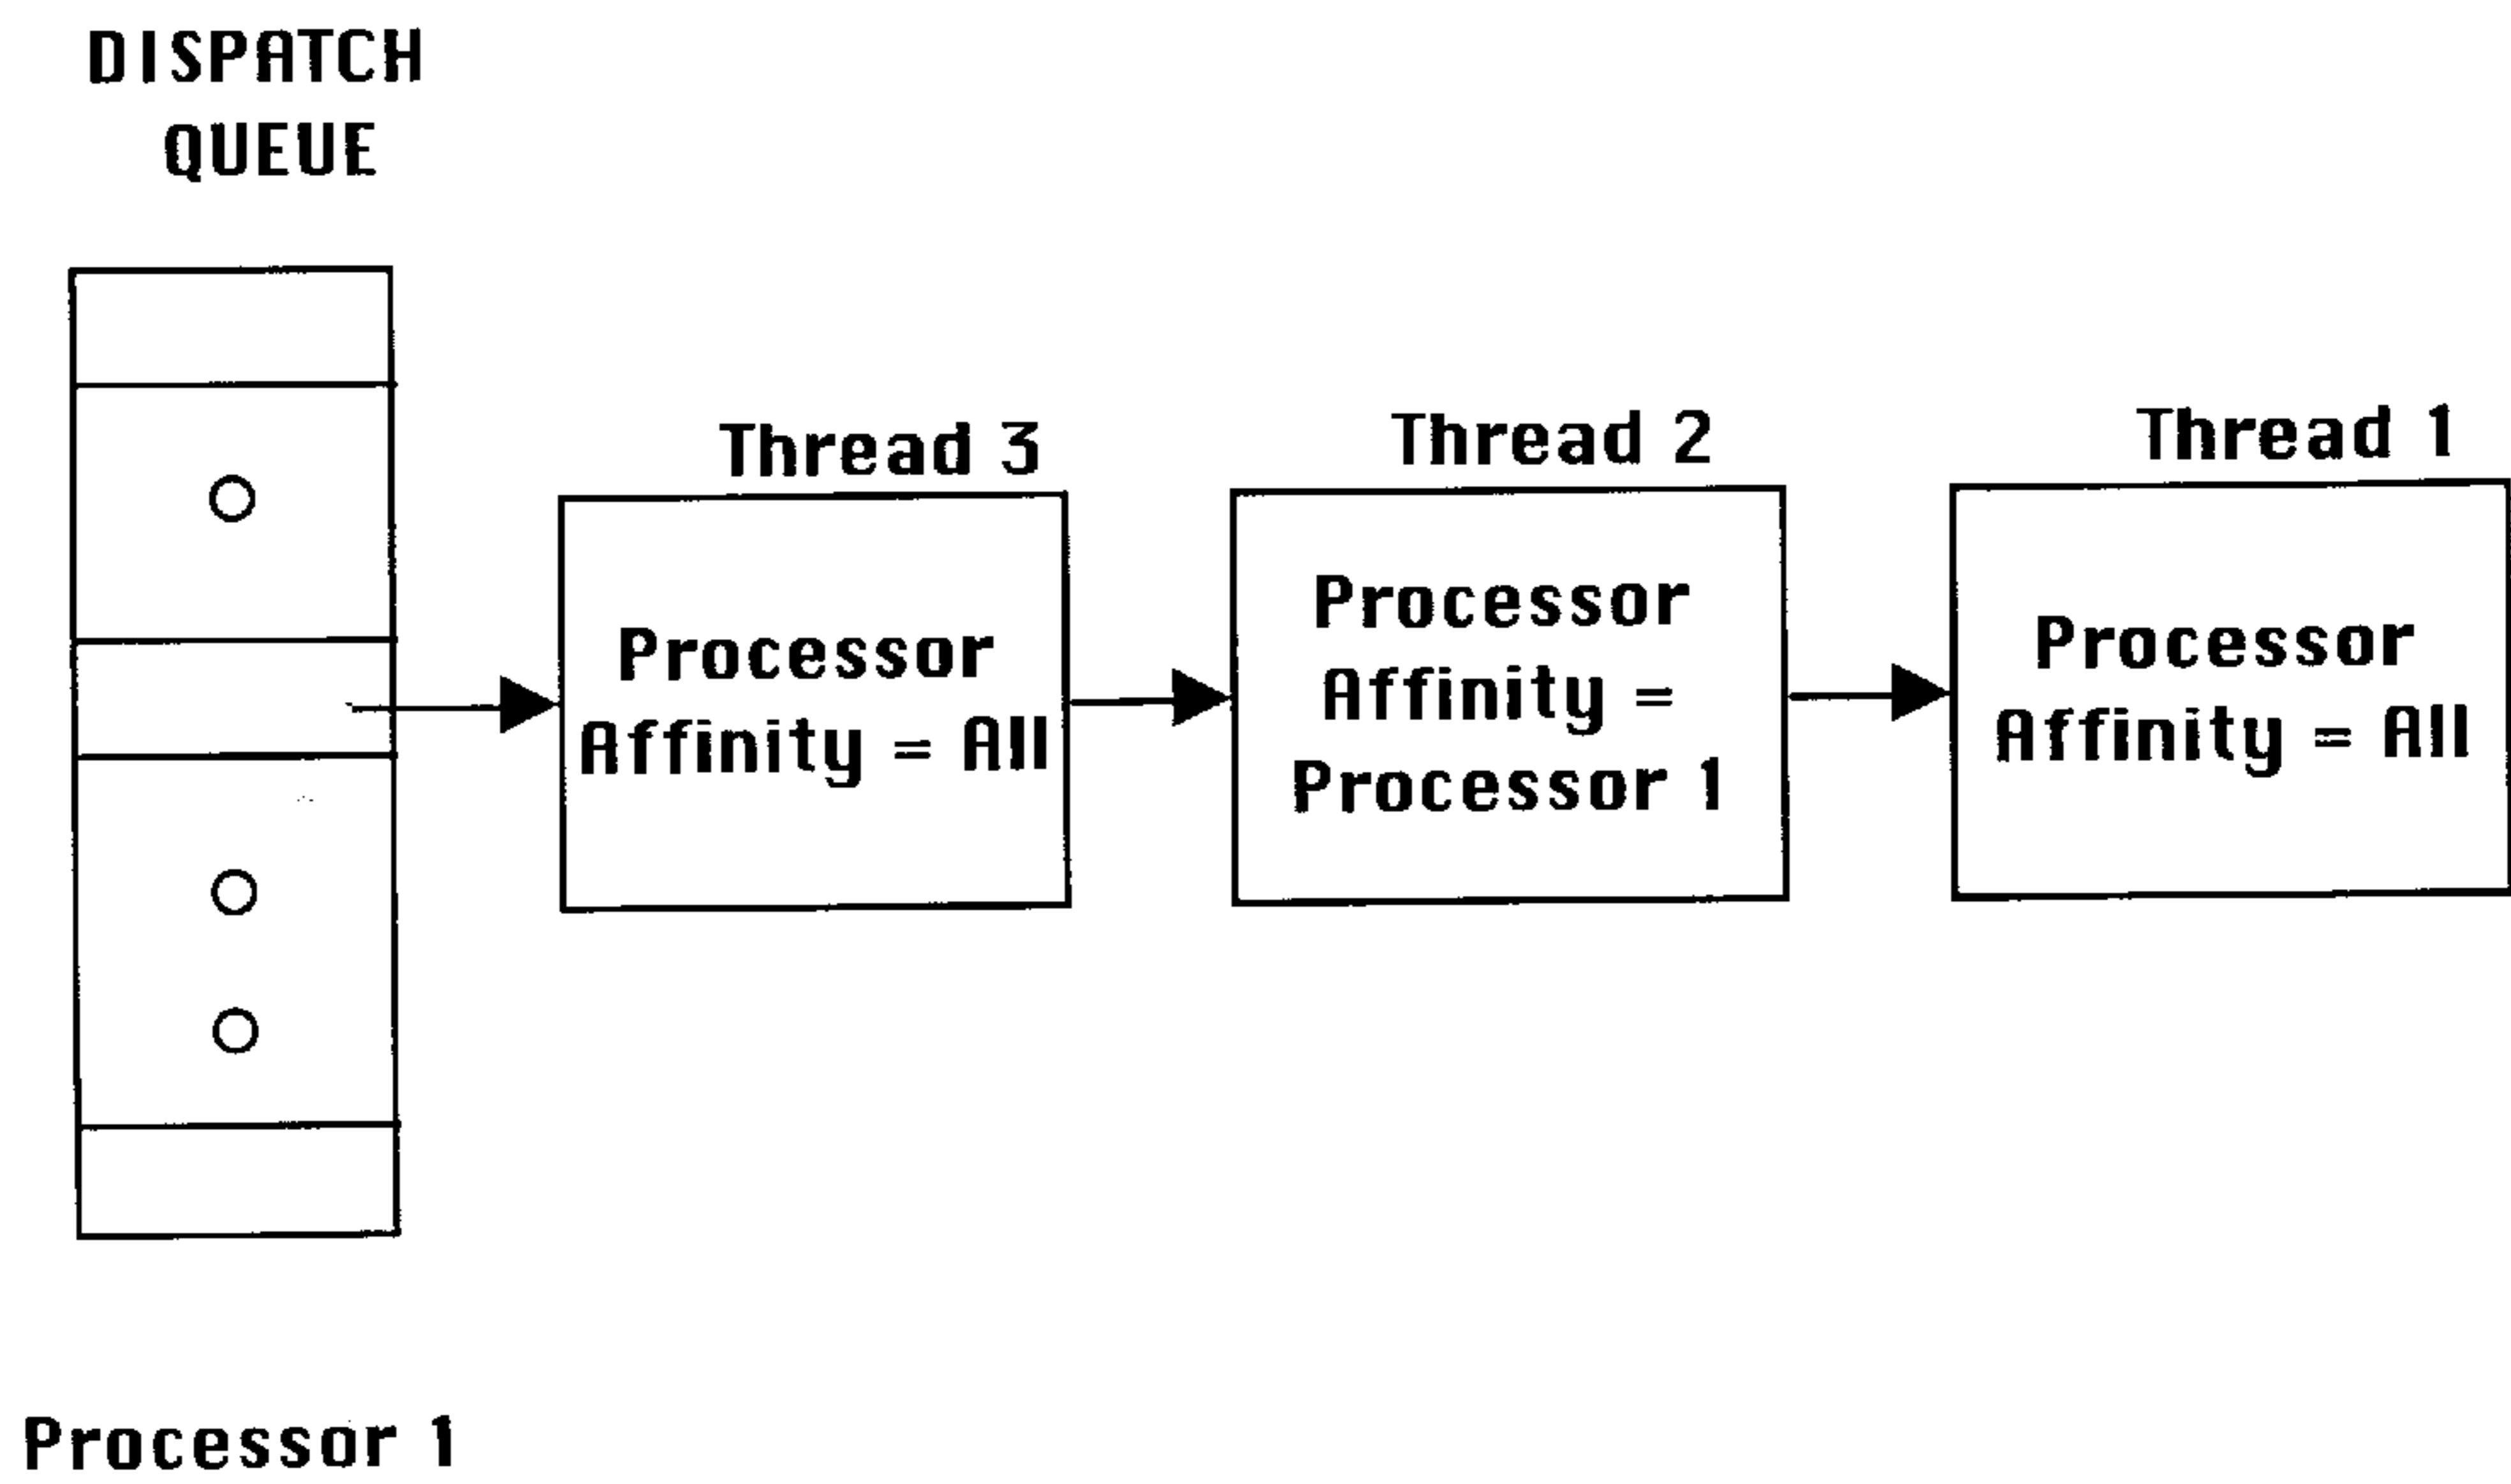 DISPATCH
QUEUE
Thread 3
Processor
Affinity = All
Thread 2
Processor
Affinity =
Processor 1
Thread 1
Processor
Affinity = All
Processor 1